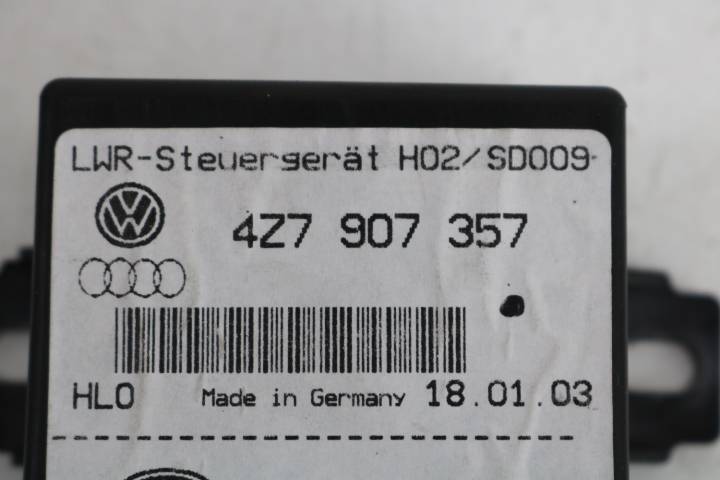 LWR-Steuergerät H02/SD009-
4Z7 907 357
HLO Made in Germany 18.01.03